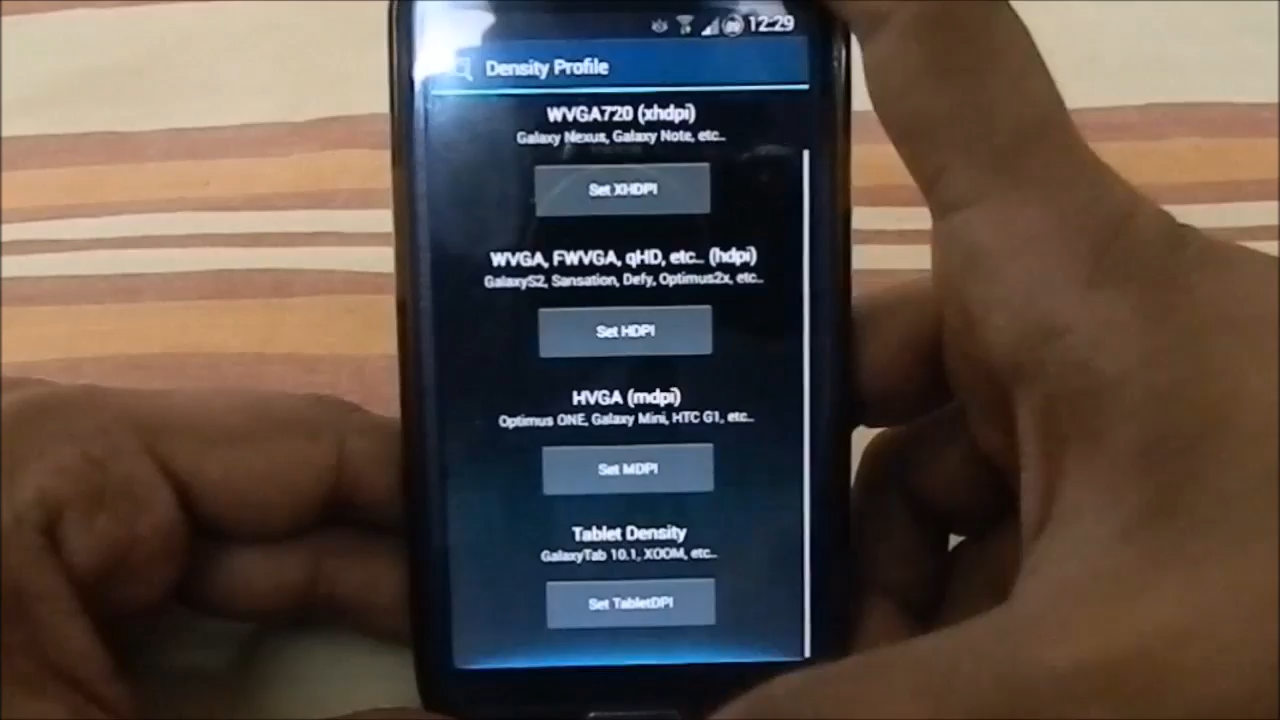 12:29
Density Profile
WVGA720 (xhdpi)
Galaxy Nexus, Galaxy Note, etc..
Set XHDPI
WVGA, FWVGA, qHD, etc.. (hdpi)
GalaxyS2, Sansation, Defy, Optimus2x, etc..
Set HDPI
HVGA (mdpi)
Optimus ONE, Galaxy Mini, HTC G1, etc..
Set MDPI
Tablet Density
GalaxyTab 10.1, XOOM, etc..
Set TabletDPI